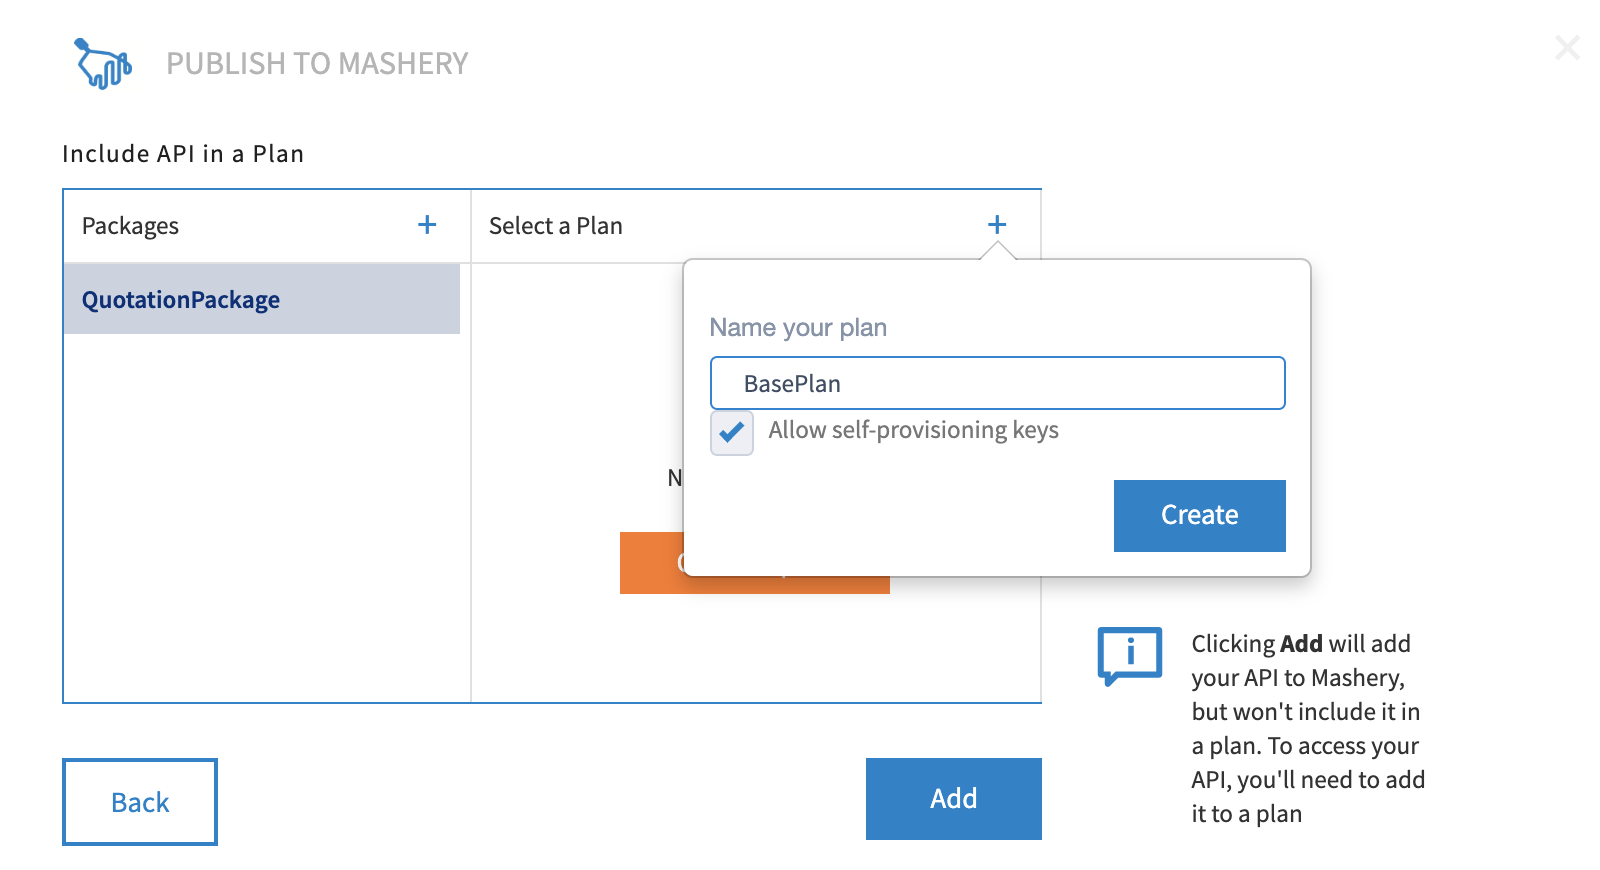 PUBLISH TO MASHERY
Include API in a Plan
Packages +
Select a Plan +
QuotationPackage
Name your plan
BasePlan
Allow self-provisioning keys
Create
Clicking Add will add
your API to Mashery,
but won't include it in
a plan. To access your
API, you'll need to add
it to a plan
Back
Add